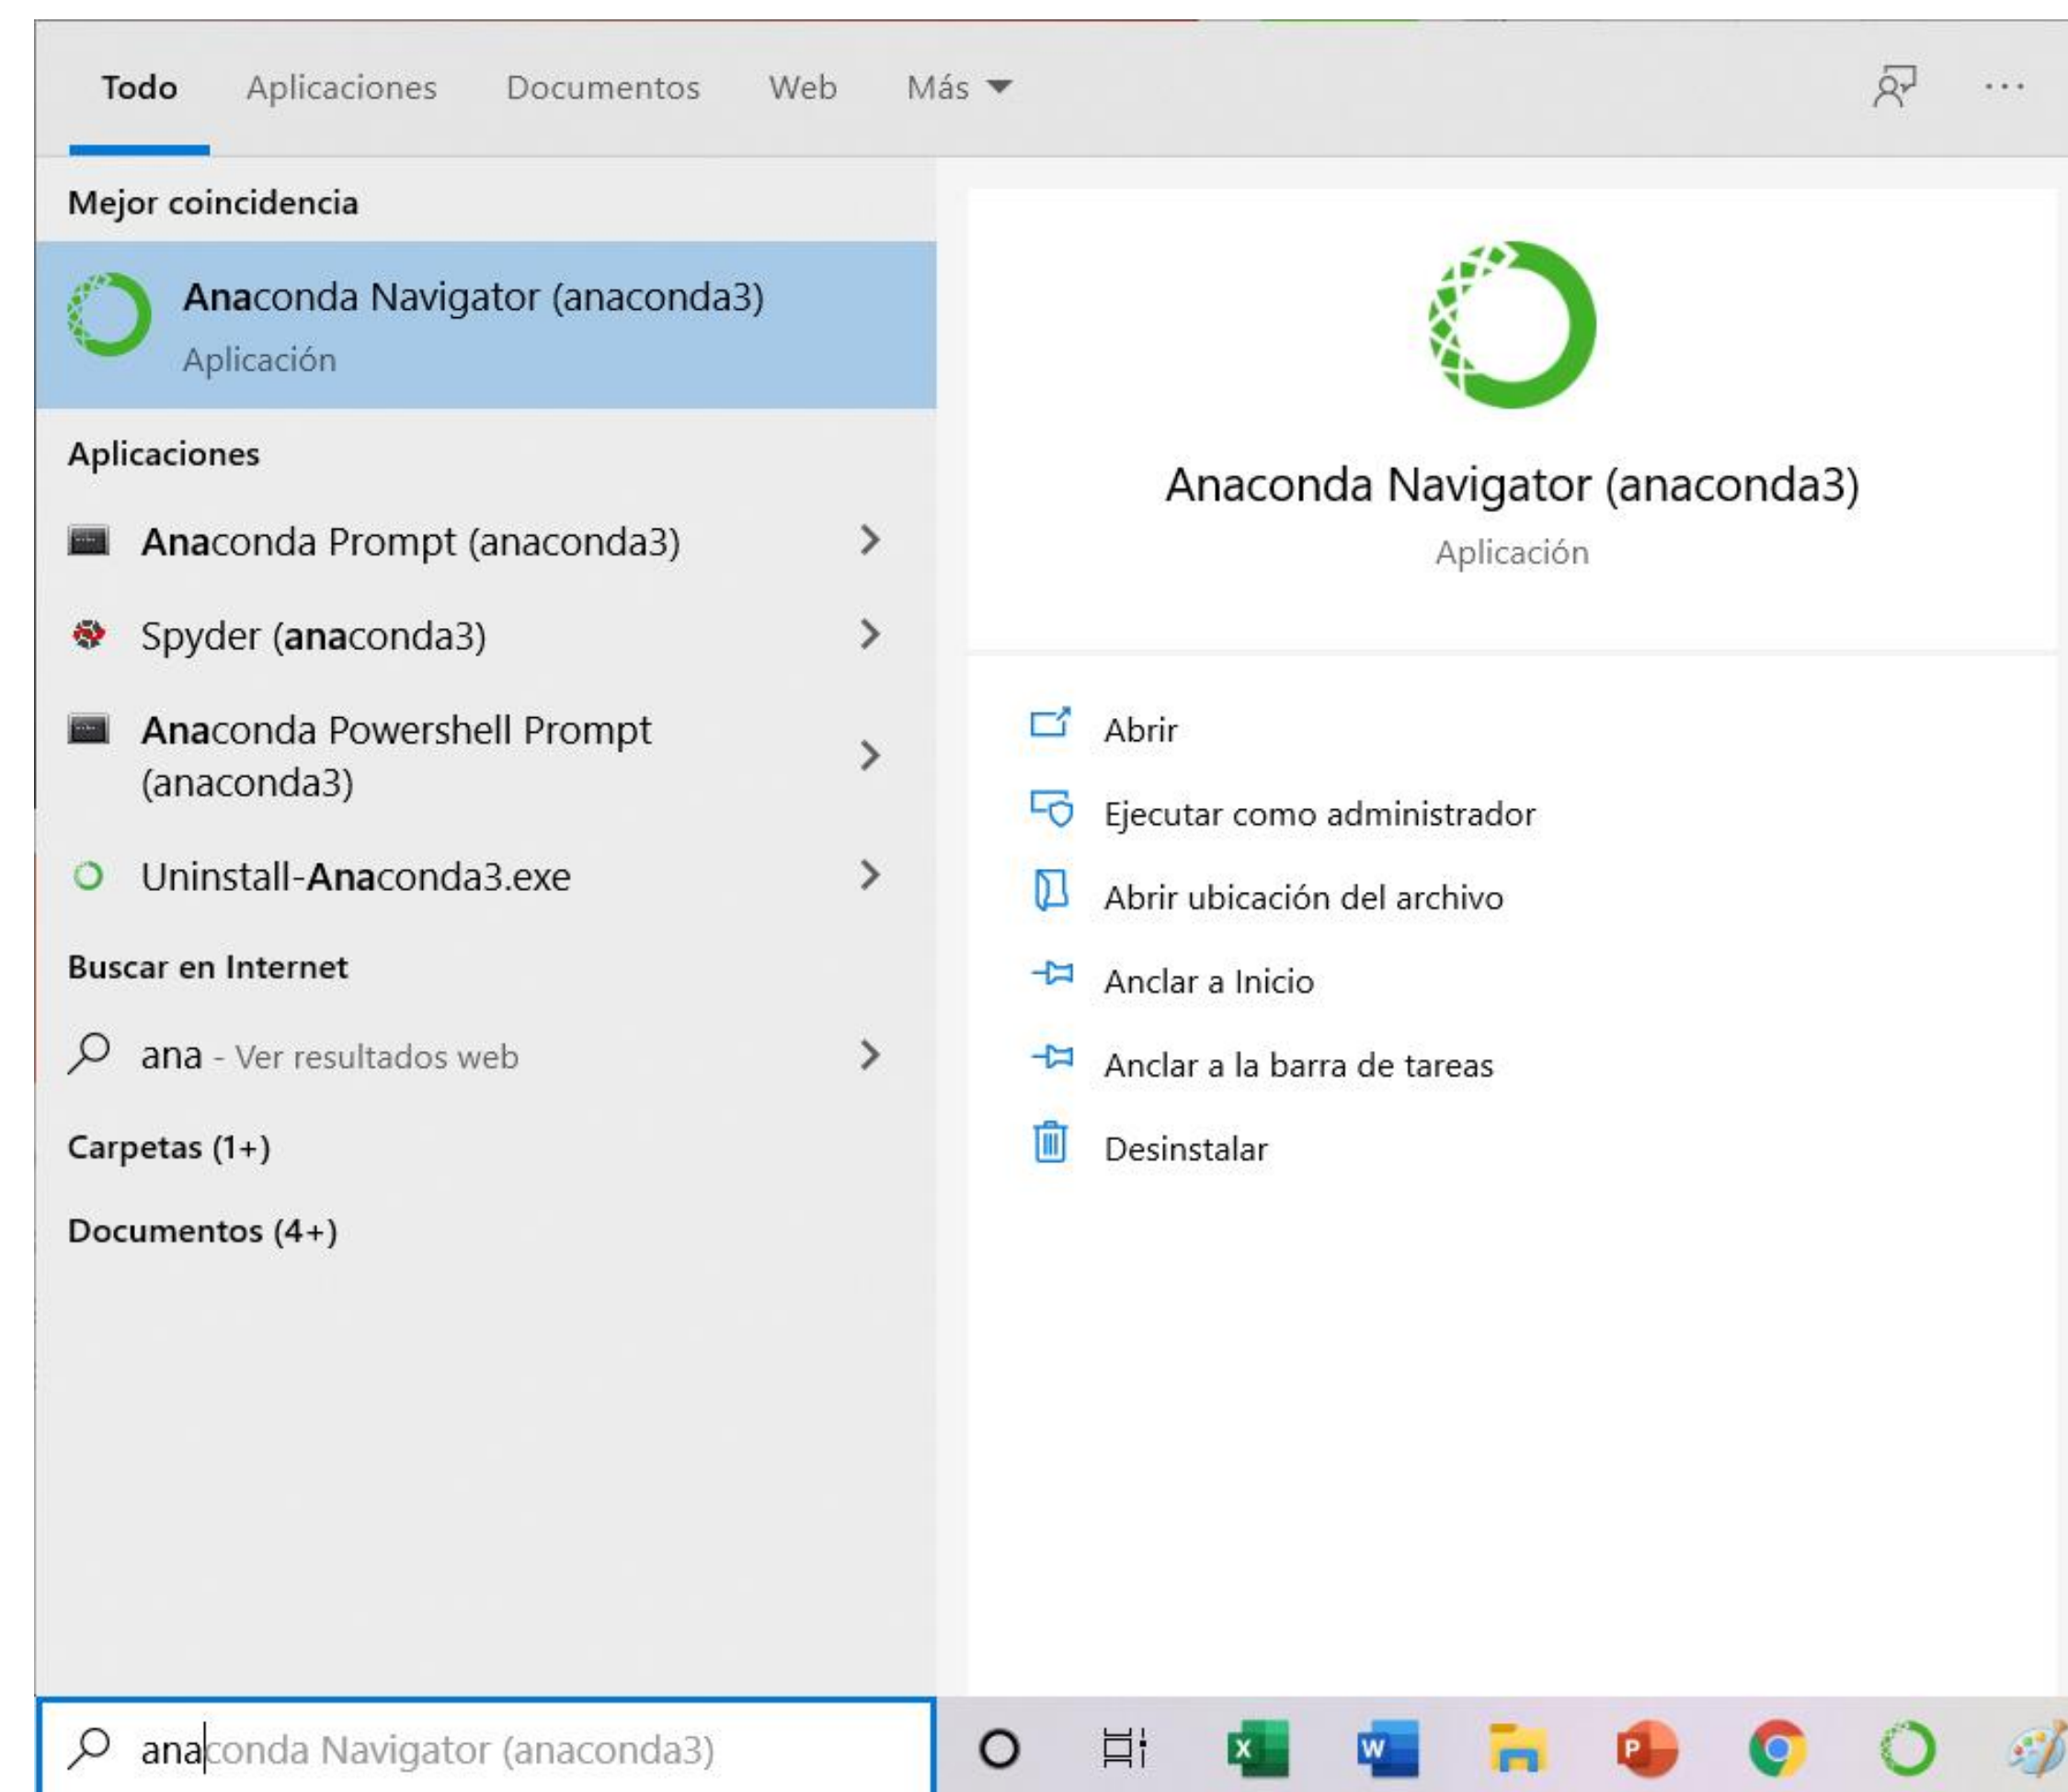 Todo Aplicaciones Documentos Web Más
Mejor coincidencia
Anaconda Navigator (anaconda3)
Aplicación
Aplicaciones
Anaconda Prompt (anaconda3)
Spyder (anaconda3)
Anaconda Powershell Prompt
(anaconda3)
Uninstall-Anaconda3.exe
Buscar en Internet
ana - Ver resultados web
Carpetas (1+)
Documentos (4+)
Anaconda Navigator (anaconda3)
Aplicación
Abrir
Ejecutar como administrador
Abrir ubicación del archivo
Anclar a Inicio
Anclar a la barra de tareas
Desinstalar
anaconda Navigator (anaconda3)
X W P